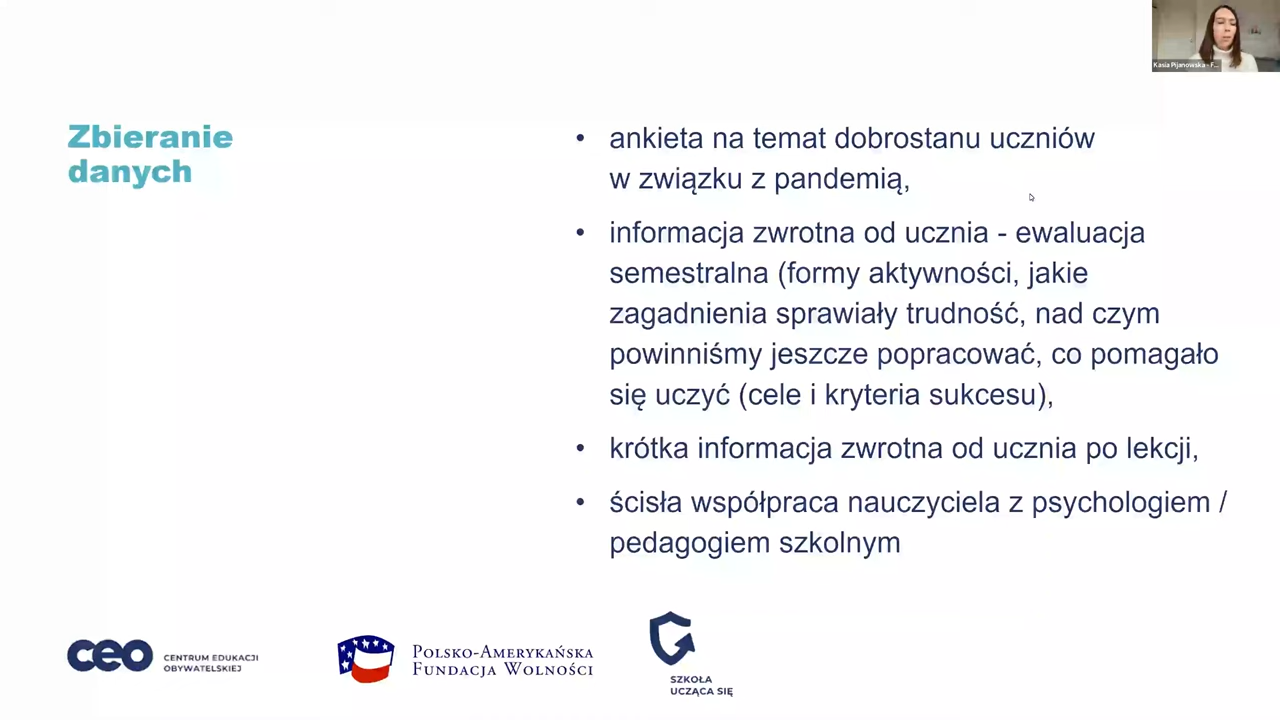 Kasia Pijanowska - F...
Zbieranie
danych
• ankieta na temat dobrostanu uczniów
w związku z pandemią,
• informacja zwrotna od ucznia - ewaluacja
semestralna (formy aktywności, jakie
zagadnienia sprawiały trudność, nad czym
powinniśmy jeszcze popracować, co pomagało
się uczyć (cele i kryteria sukcesu),
• krótka informacja zwrotna od ucznia po lekcji,
• ścisła współpraca nauczyciela z psychologiem /
pedagogiem szkolnym
ceo
CENTRUM EDUKACJI
OBYWATELSKIEJ
POLSKO-AMERYKAŃSKA
FUNDACJA WOLNOŚCI
SZKOŁA
UCZĄCA SIĘ